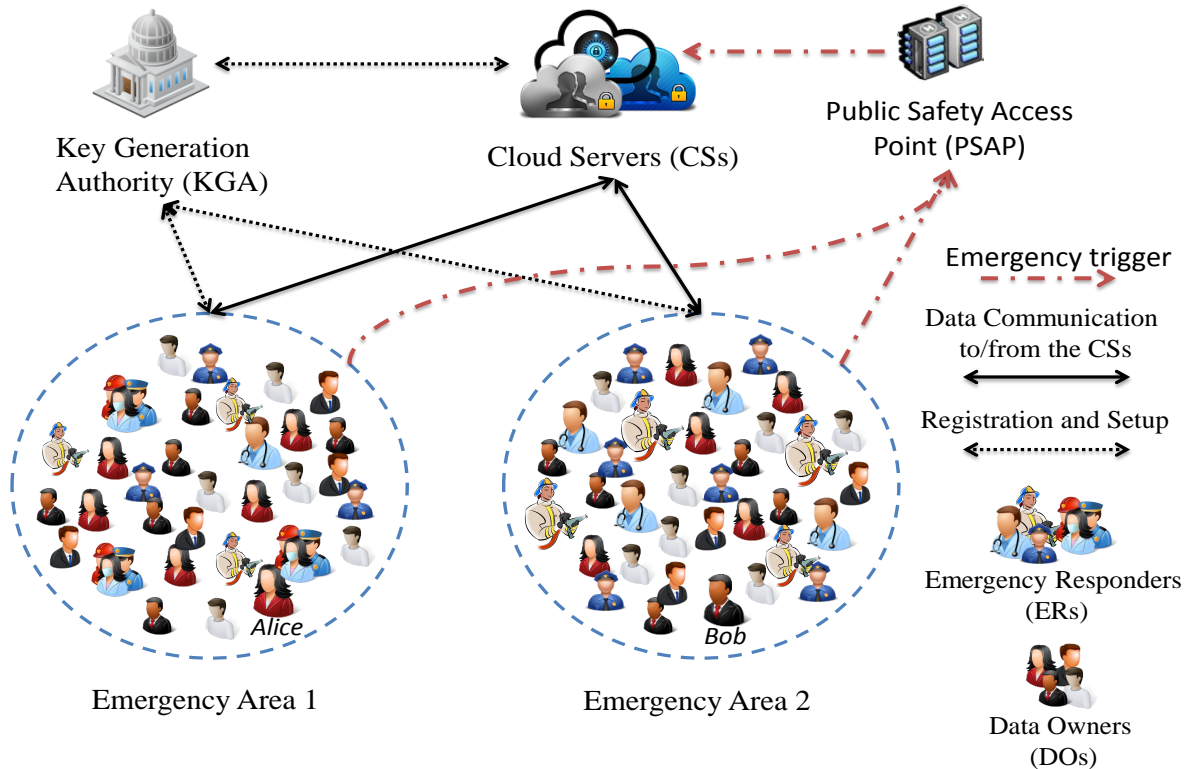 Key Generation
Authority (KGA)
Cloud Servers (CSs)
Public Safety Access
Point (PSAP)
Emergency trigger
Data Communication
to/from the CSs
Registration and Setup
Emergency Responders
(ERs)
Data Owners
(DOs)
Alice
Bob
Emergency Area 1
Emergency Area 2